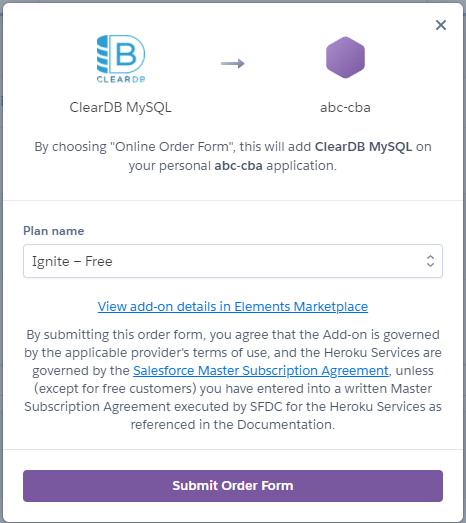 B
CLEARDB
ClearDB MySQL
abc-cba
By choosing "Online Order Form", this will add ClearDB MySQL on
your personal abc-cba application.
Plan name
Ignite – Free
View add-on details in Elements Marketplace
By submitting this order form, you agree that the Add-on is governed
by the applicable provider's terms of use, and the Heroku Services are
governed by the Salesforce Master Subscription Agreement, unless
(except for free customers) you have entered into a written Master
Subscription Agreement executed by SFDC for the Heroku Services as
referenced in the Documentation.
Submit Order Form